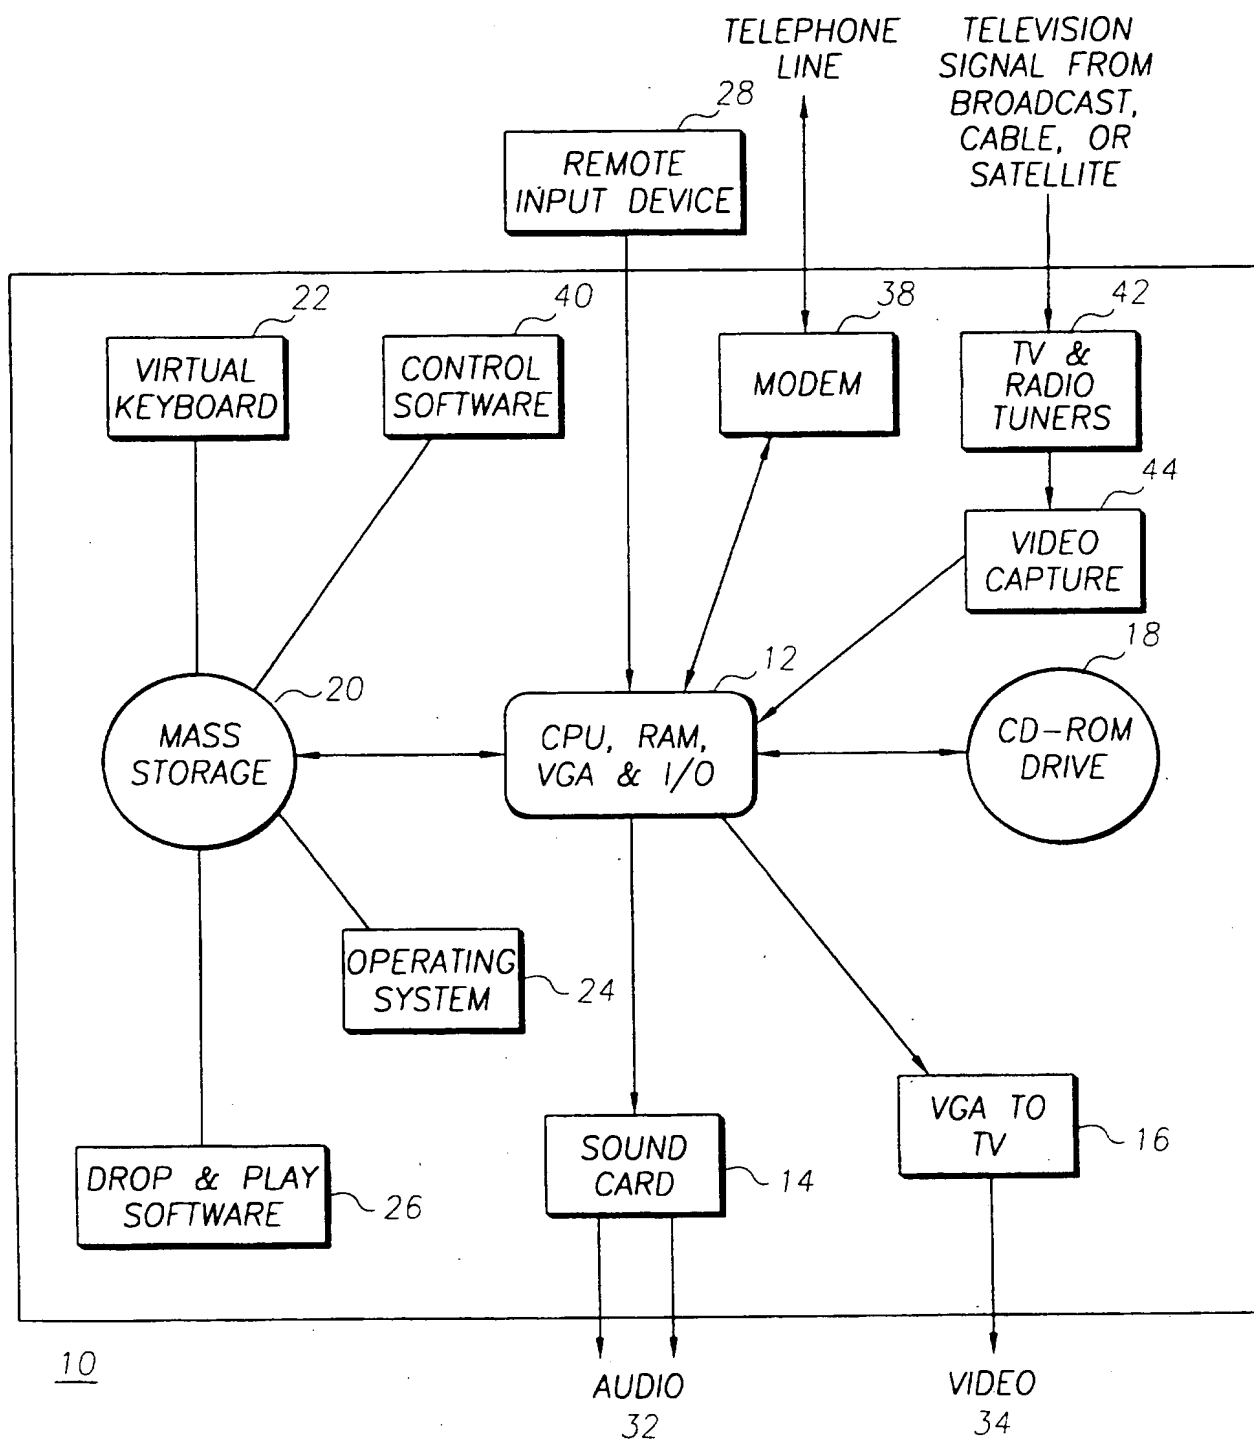 TELEPHONE
LINE
TELEVISION
SIGNAL FROM
BROADCAST,
CABLE, OR
SATELLITE
28
REMOTE
INPUT DEVICE
22
VIRTUAL
KEYBOARD
40
CONTROL
SOFTWARE
38
MODEM
42
TV &
RADIO
TUNERS
44
VIDEO
CAPTURE
20
MASS
STORAGE
12
CPU, RAM,
VGA & I/O
18
CD-ROM
DRIVE
OPERATING
SYSTEM
24
DROP & PLAY
SOFTWARE
26
SOUND
CARD
14
VGA TO
TV
16
10
AUDIO
32
VIDEO
34